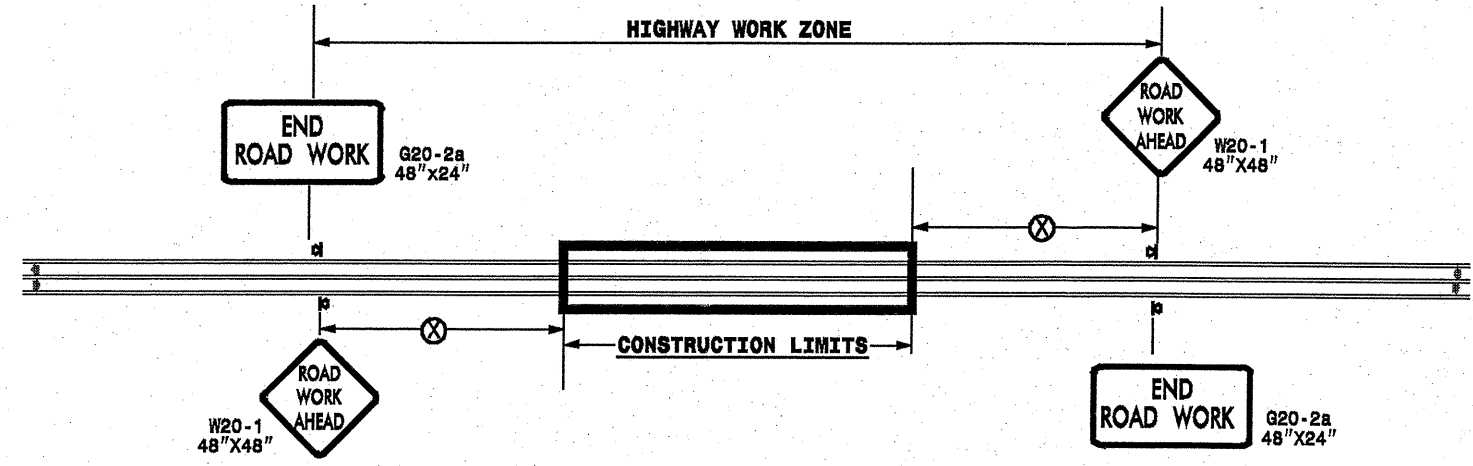 HIGHWAY WORK ZONE
END
ROAD WORK
G20-2a
48"X24"
ROAD
WORK
AHEAD
W20-1
48"X48"
X
X
CONSTRUCTION LIMITS
ROAD
WORK
AHEAD
W20-1
48"X48"
END
ROAD WORK
G20-2a
48"X24"